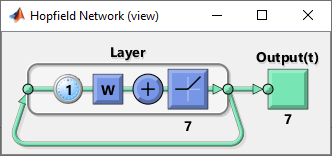 Hopfield Network (view)
Layer
Output(t)
1
W
+
7
7